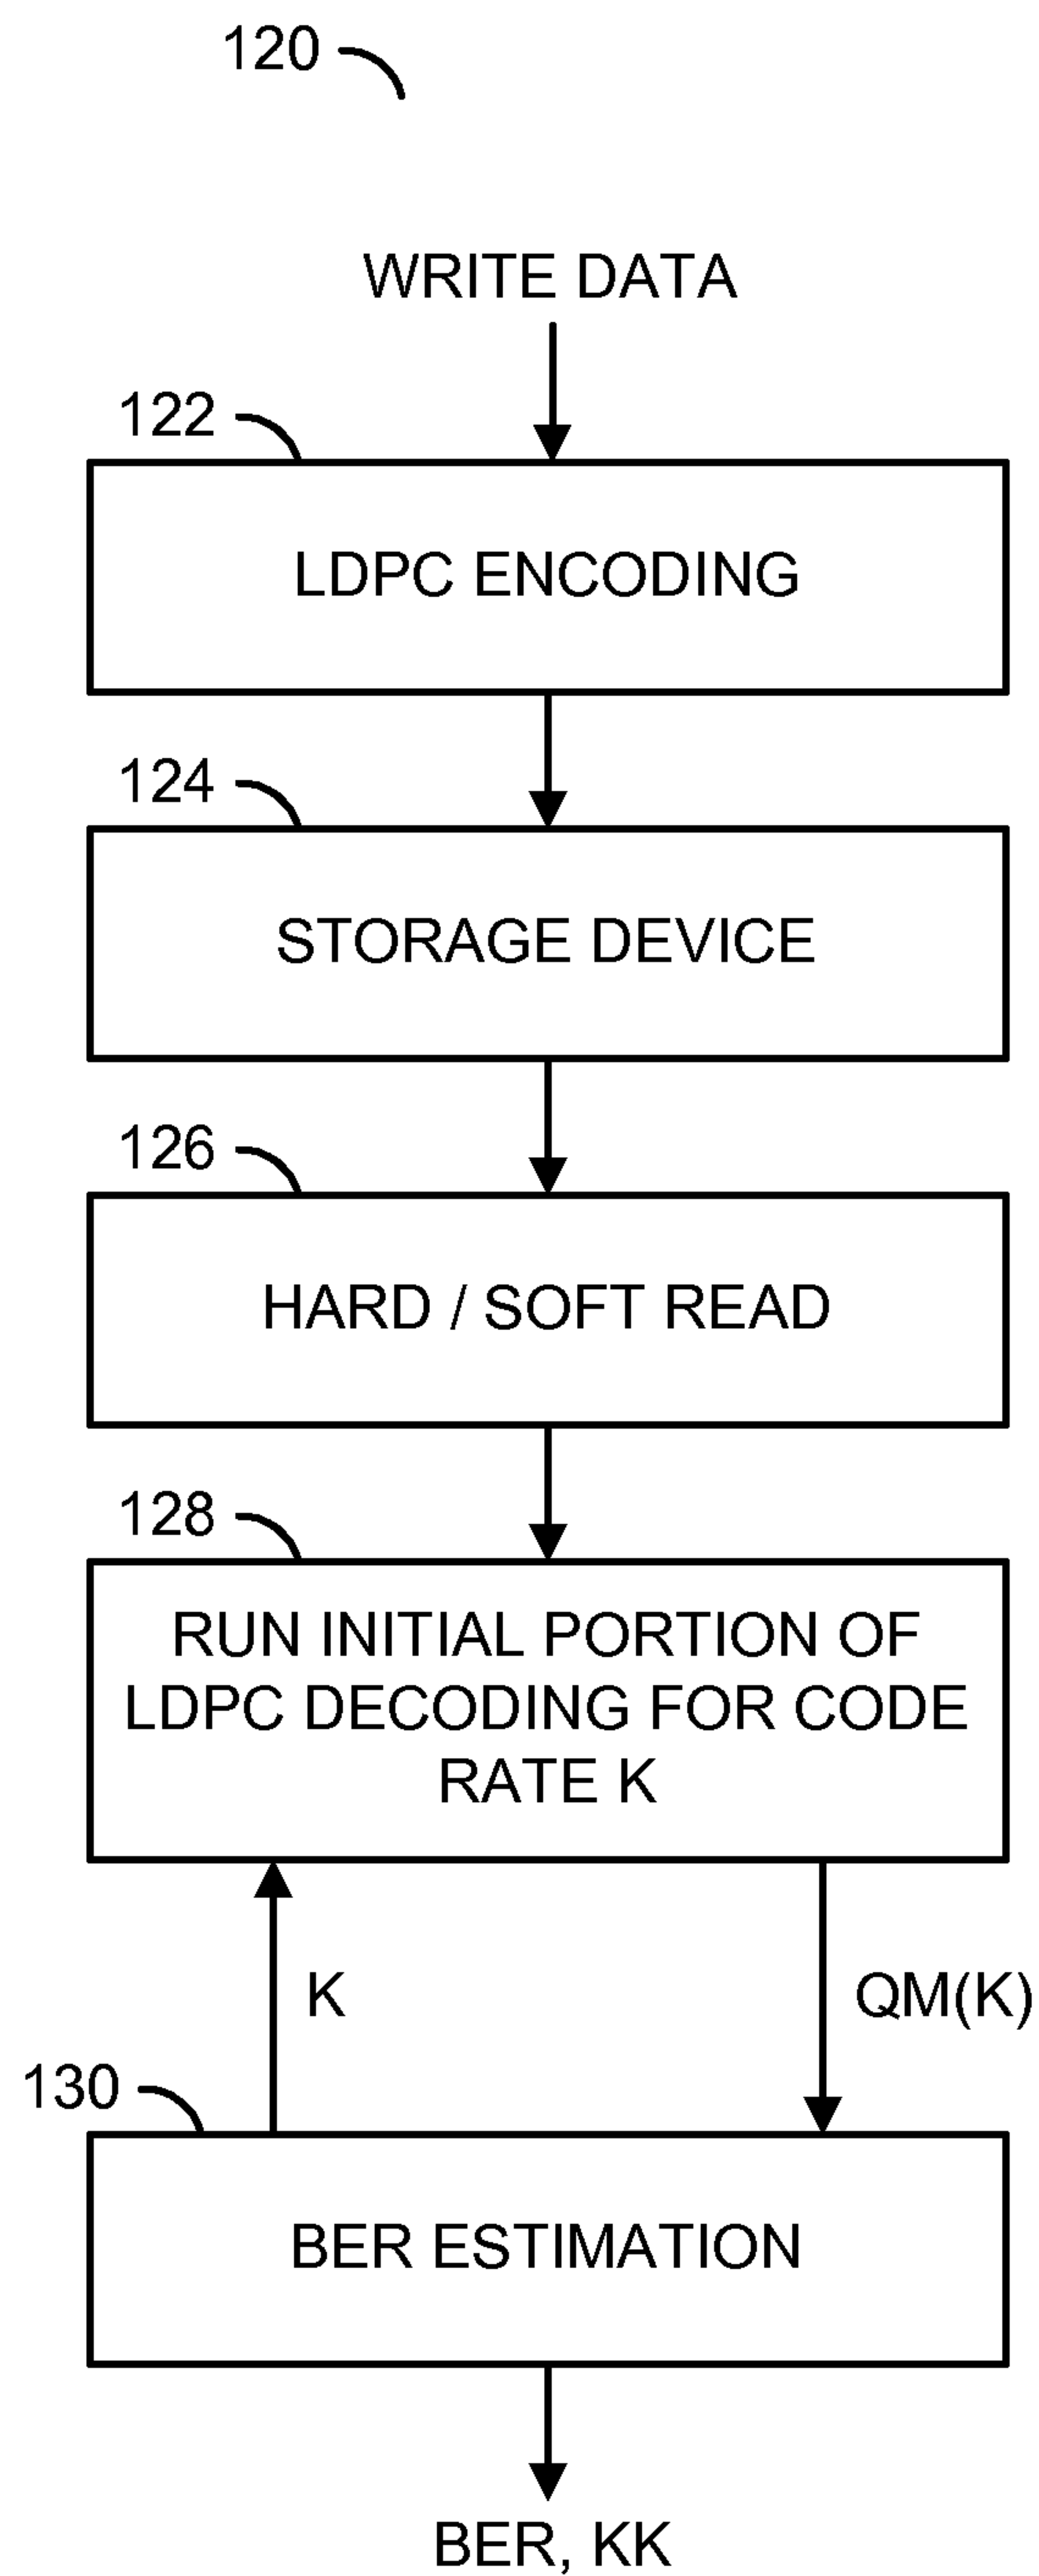 120
WRITE DATA
122
LDPC ENCODING
124
STORAGE DEVICE
126
HARD / SOFT READ
128
RUN INITIAL PORTION OF
LDPC DECODING FOR CODE
RATE K
K
QM(K)
130
BER ESTIMATION
BER, KK